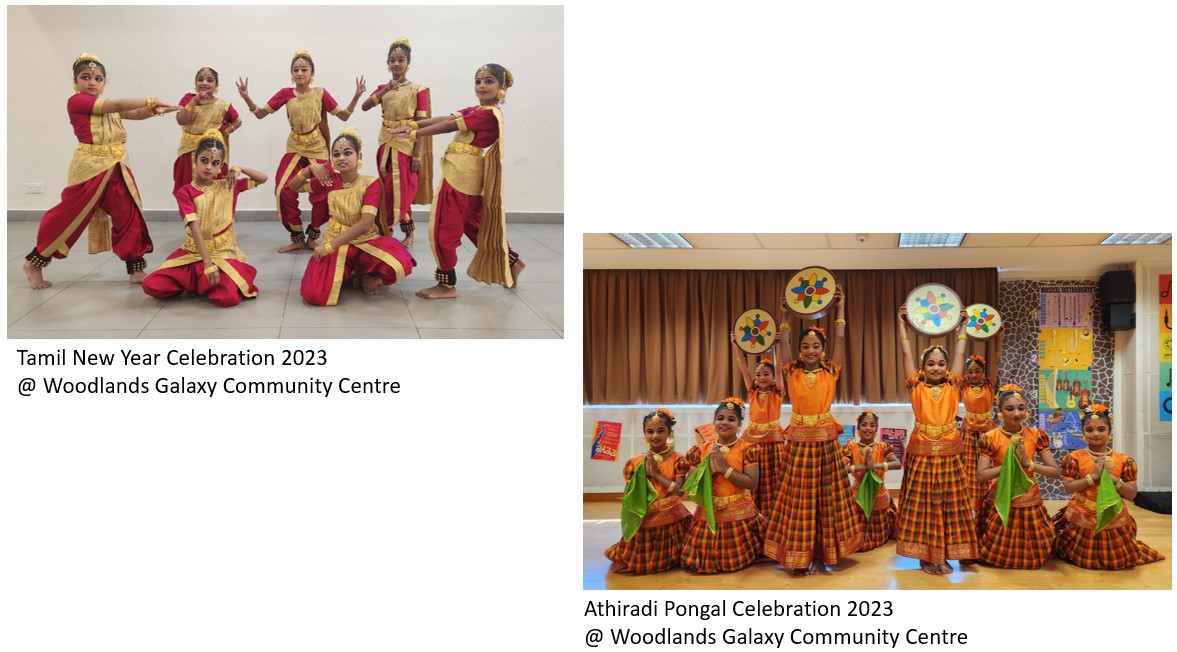 Tamil New Year Celebration 2023
@ Woodlands Galaxy Community Centre
Athiradi Pongal Celebration 2023
@ Woodlands Galaxy Community Centre